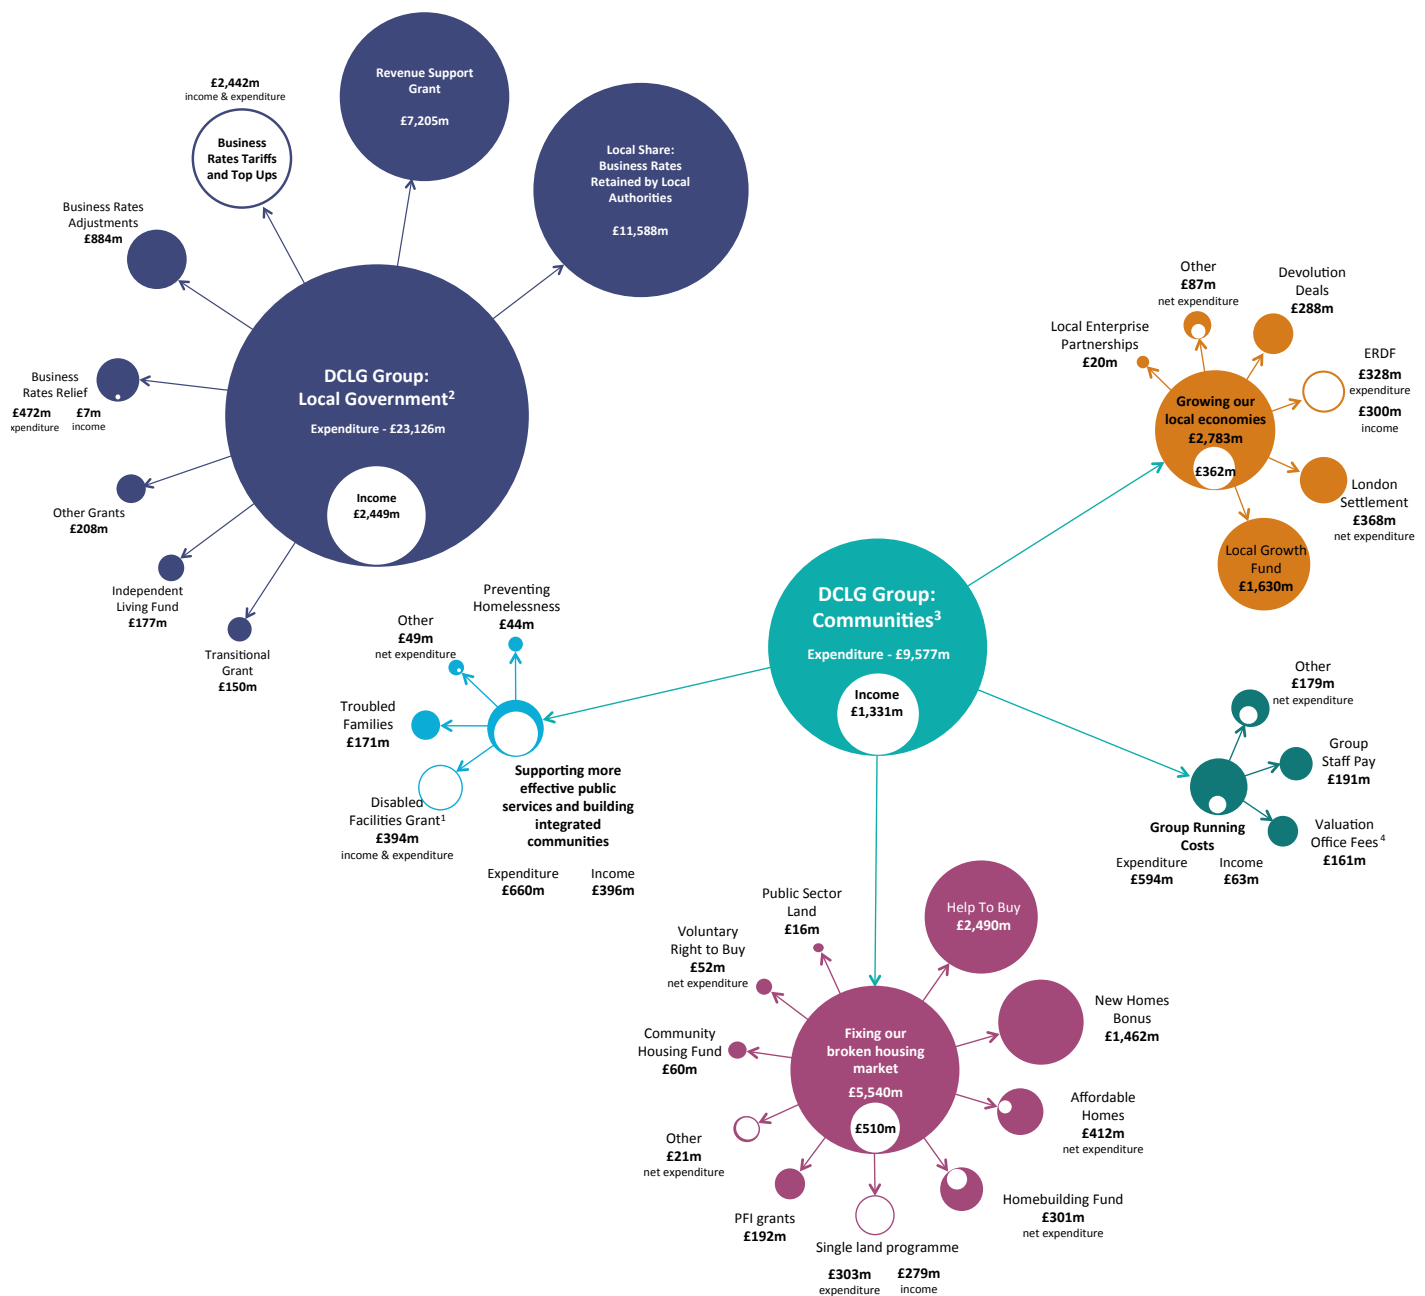 £2,442m
income & expenditure
Business
Rates Tariffs
and Top Ups
Revenue Support
Grant
£7,205m
Local Share:
Business Rates
Retained by Local
Authorities
£11,588m
Business Rates
Adjustments
£884m
Business
Rates Relief
£472m £7m
xpenditure income
DCLG Group:
Local Government²
Expenditure - £23,126m
Income
£2,449m
Other Grants
£208m
Independent
Living Fund
£177m
Transitional
Grant
£150m
Other
£87m
net expenditure
Devolution
Deals
£288m
Local Enterprise
Partnerships
£20m
ERDF
£328m
expenditure
£300m
income
Growing our
local economies
£2,783m
£362m
London
Settlement
£368m
net expenditure
Local Growth
Fund
£1,630m
DCLG Group:
Communities³
Expenditure - £9,577m
Income
£1,331m
Preventing
Homelessness
£44m
Other
£49m
net expenditure
Troubled
Families
£171m
Disabled
Facilities Grant¹
£394m
income & expenditure
Supporting more
effective public
services and building
integrated
communities
Expenditure Income
£660m £396m
Other
£179m
net expenditure
Group
Staff Pay
£191m
Valuation
Office Fees ⁴
£161m
Group Running
Costs
Expenditure Income
£594m £63m
Public Sector
Land
£16m
Help To Buy
£2,490m
Voluntary
Right to Buy
£52m
net expenditure
New Homes
Bonus
£1,462m
Community
Housing Fund
£60m
Fixing our
broken housing
market
£5,540m
£510m
Affordable
Homes
£412m
net expenditure
Other
£21m
net expenditure
PFI grants
£192m
Homebuilding Fund
£301m
net expenditure
Single land programme
£303m £279m
expenditure income